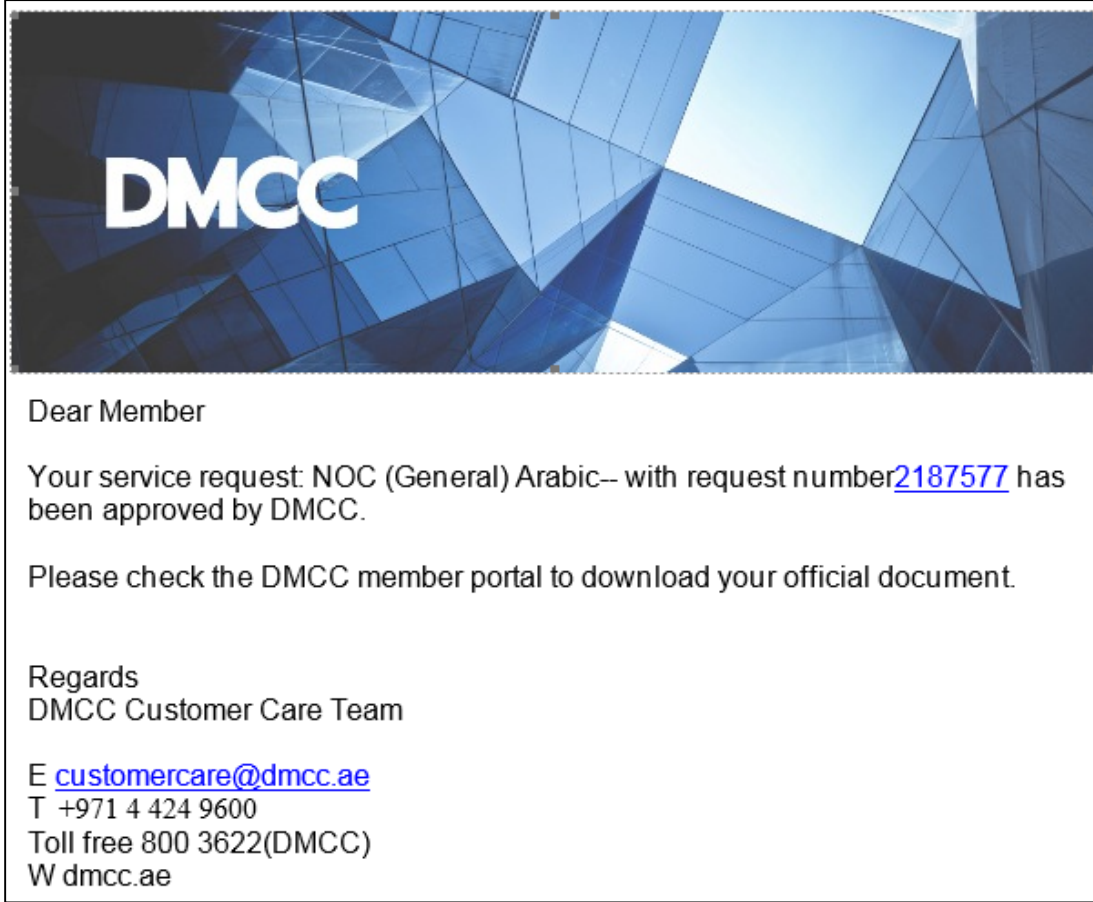 DMCC
Dear Member
Your service request: NOC (General) Arabic-- with request number2187577 has
been approved by DMCC.
Please check the DMCC member portal to download your official document.
Regards
DMCC Customer Care Team
E customercare@dmcc.ae
T +971 4 424 9600
Toll free 800 3622(DMCC)
W dmcc.ae